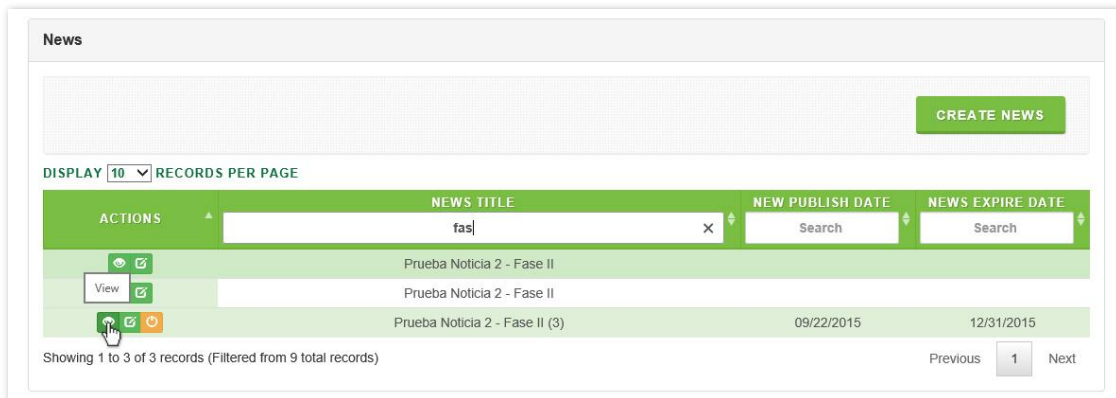 News
CREATE NEWS
DISPLAY 10 RECORDS PER PAGE
ACTIONS
NEWS TITLE
NEW PUBLISH DATE
NEWS EXPIRE DATE
fas
Search
Search
Prueba Noticia 2 - Fase II
View
Prueba Noticia 2 - Fase II
Prueba Noticia 2 - Fase II (3) 09/22/2015 12/31/2015
Showing 1 to 3 of 3 records (Filtered from 9 total records)
Previous 1 Next